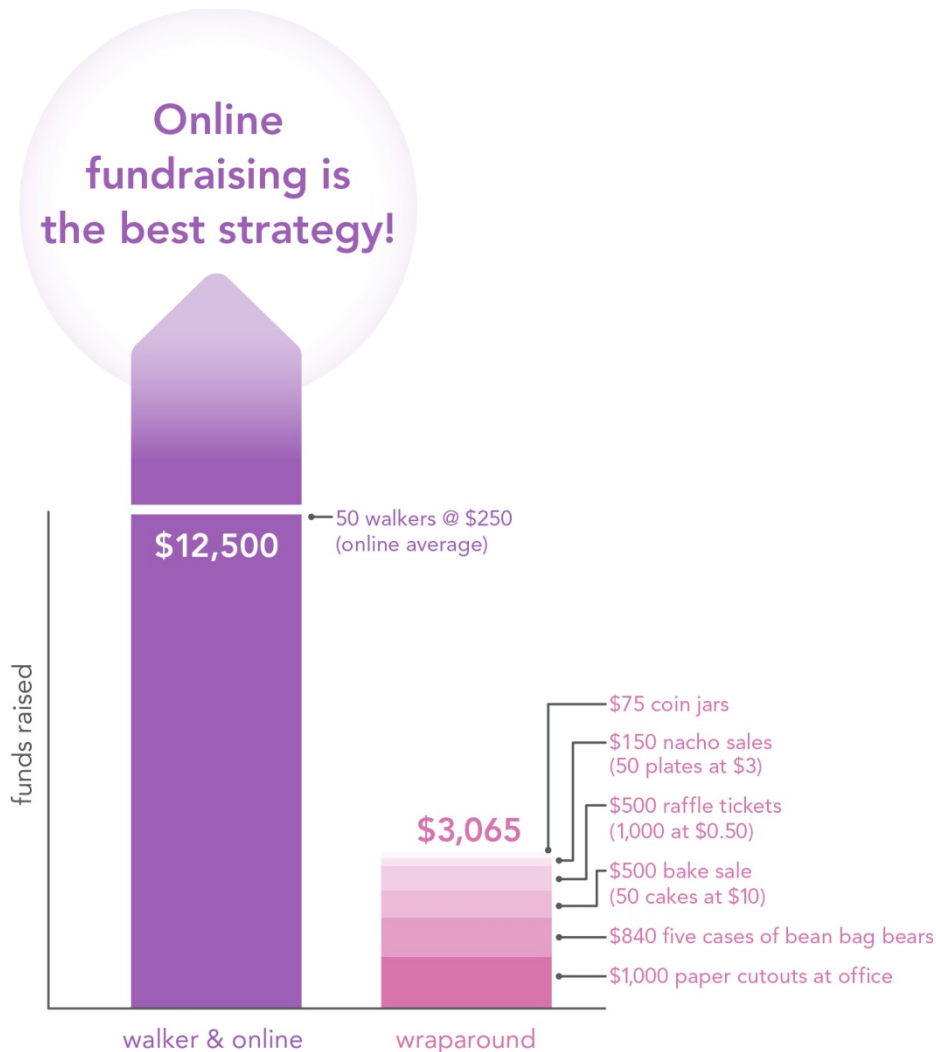 Online
fundraising is
the best strategy!
50 walkers @ $250
(online average)
$12,500
funds raised
$75 coin jars
$150 nacho sales
(50 plates at $3)
$500 raffle tickets
(1,000 at $0.50)
$3,065
$500 bake sale
(50 cakes at $10)
$840 five cases of bean bag bears
$1,000 paper cutouts at office
walker & online
wraparound